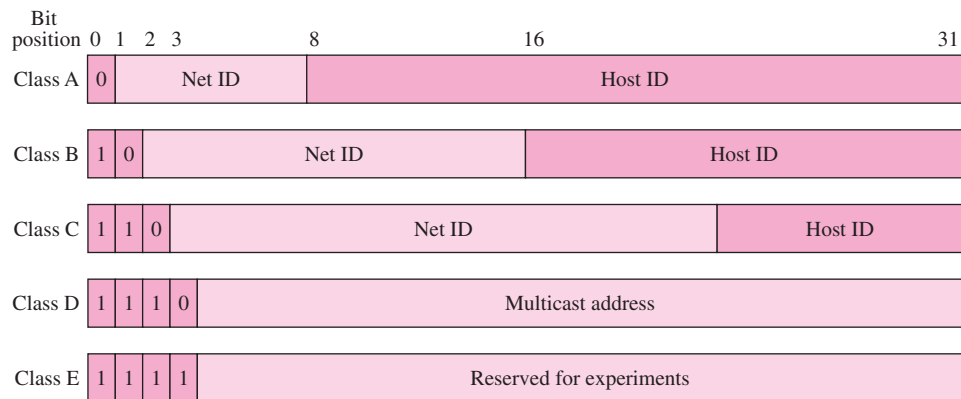 Bit
position 0 1 2 3 8 16 31
Class A 0 Net ID Host ID
Class B 1 0 Net ID Host ID
Class C 1 1 0 Net ID Host ID
Class D 1 1 1 0 Multicast address
Class E 1 1 1 1 Reserved for experiments